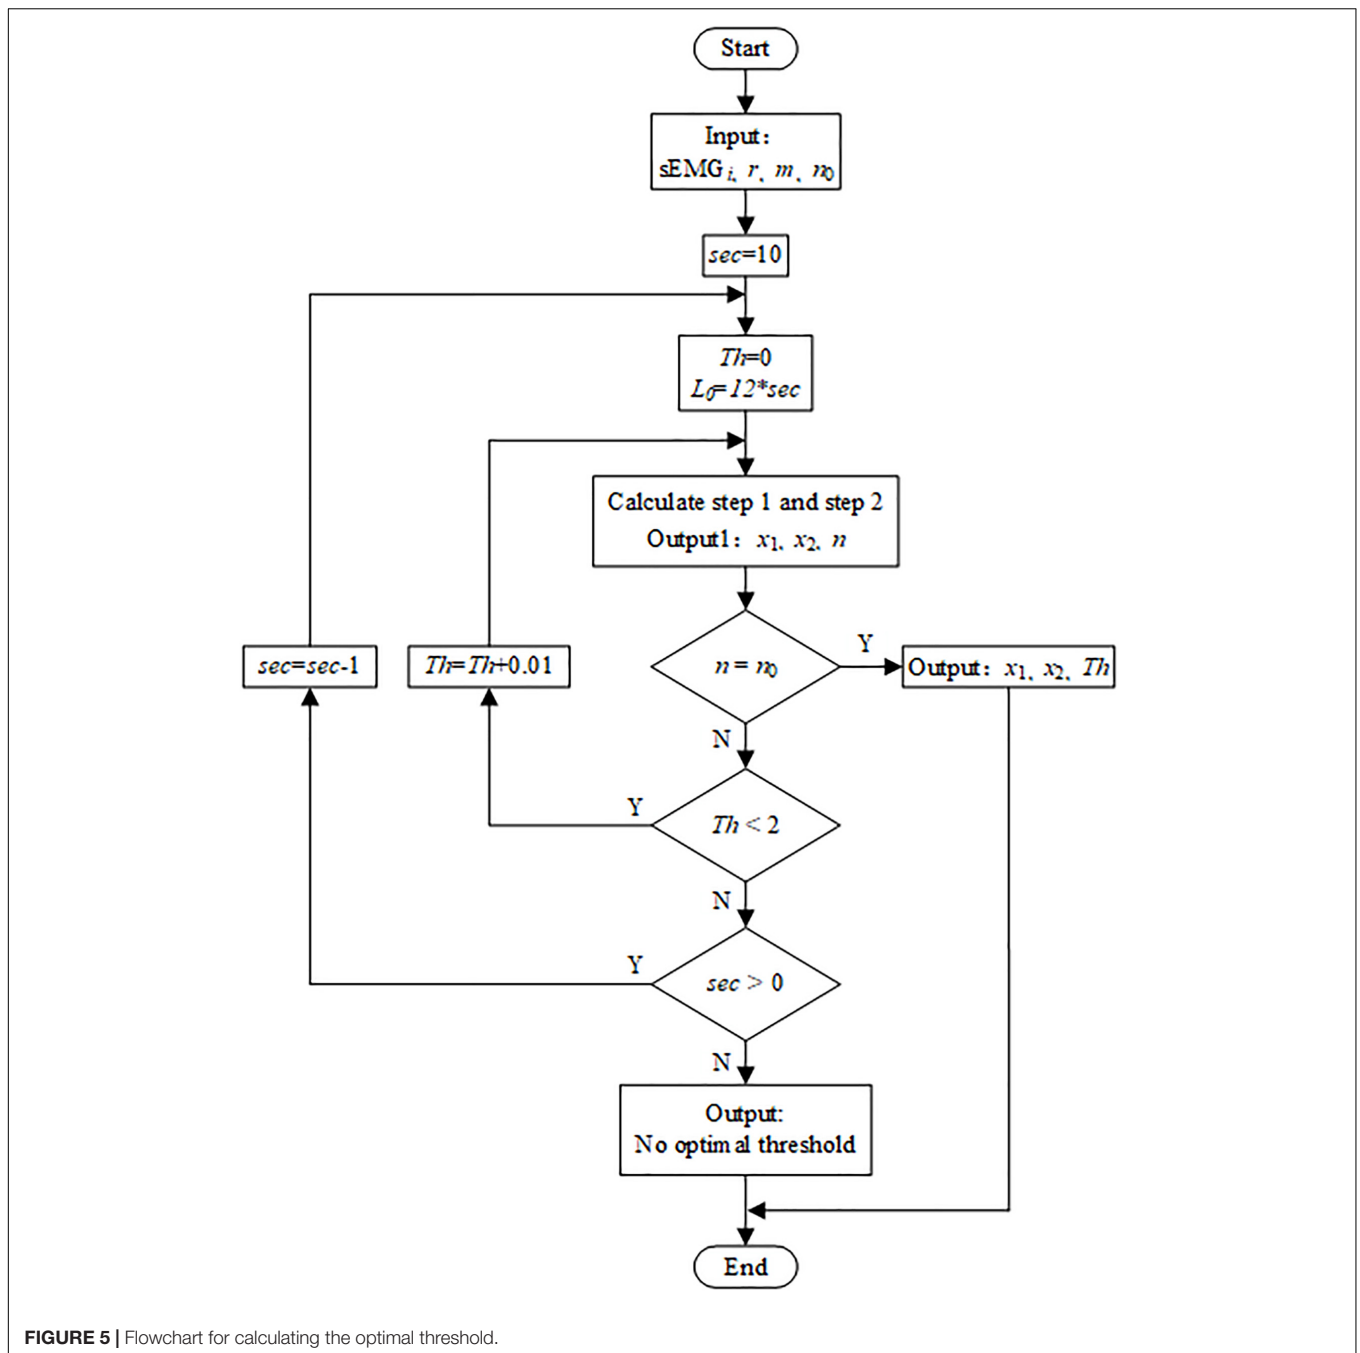 Start
Input:
sEMGi, r, m, n0
sec=10
Th=0
L0=12*sec
Calculate step 1 and step 2
Output1: x1, x2, n
sec=sec-1
Th=Th+0.01
n = n0
Y
Output: x1, x2, Th
N
Y
Th < 2
N
Y
sec > 0
N
Output:
No optimal threshold
End
FIGURE 5 | Flowchart for calculating the optimal threshold.